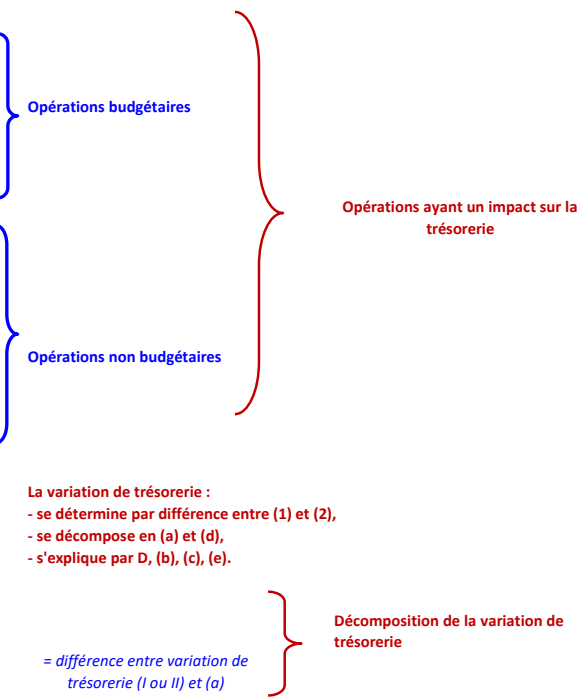 Opérations budgétaires
Opérations ayant un impact sur la
trésorerie
Opérations non budgétaires
La variation de trésorerie :
- se détermine par différence entre (1) et (2),
- se décompose en (a) et (d),
- s'explique par D, (b), (c), (e).
Décomposition de la variation de
trésorerie
= différence entre variation de
trésorerie (I ou II) et (a)